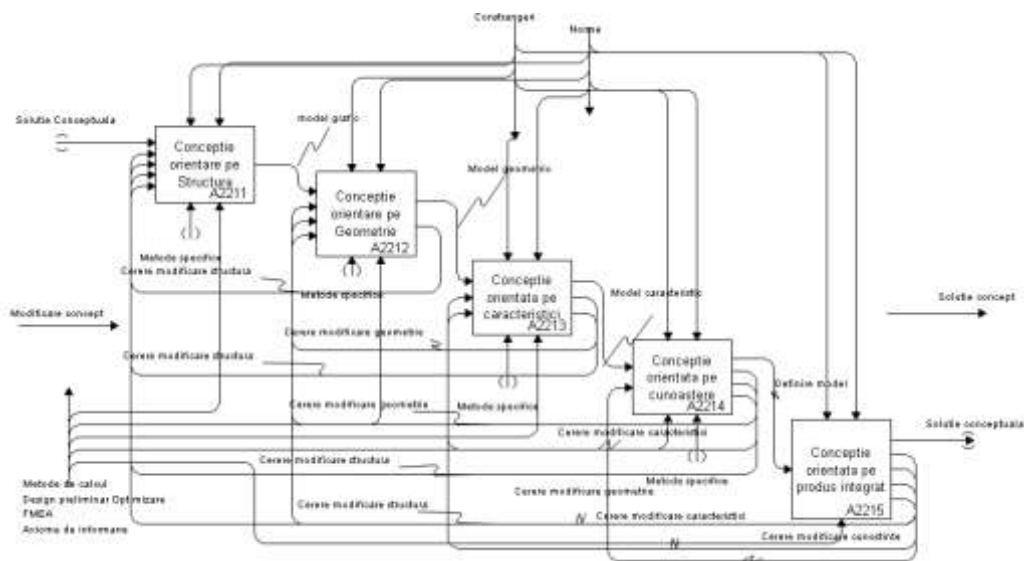 Constrangeri
Norme
Solutie Conceptuala
model grafic
Conceptie
orientare pe
Structura
A2211
Model geometric
Conceptie
orientare pe
Geometrie
A2212
Metode specifice
Cerere modificare structura
Metode specifice
Conceptie
orientata pe
caracteristici
A2213
Model caracteristic
Solutie concept
Modificare concept
Cerere modificare geometrie
Cerere modificare structura
Conceptie
orientata pe
cunoastere
A2214
Definire model
Cerere modificare geometrie
Metode specifice
Solutie conceptuala
Cerere modificare caracteristici
Conceptie
orientata pe
produs integrat
A2215
Cerere modificare structura
Metode specifice
Metode de calcul
Design preliminar Optimizare
FMEA
Axioma de informare
Cerere modificare geometrie
Cerere modificare structura
Cerere modificare caracteristici
Cerere modificare cunostinte